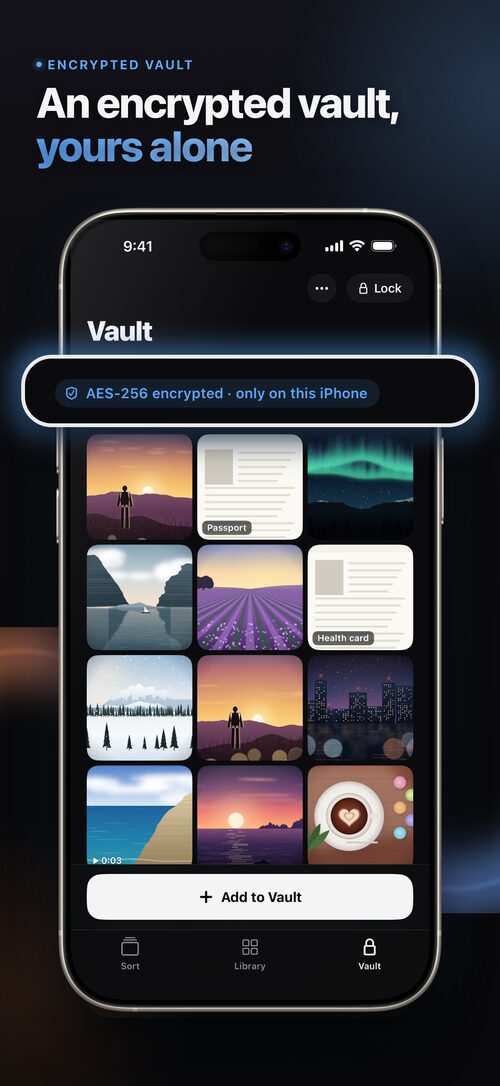 ENCRYPTED VAULT
An encrypted vault,
yours alone
9:41
Lock
Vault
AES-256 encrypted · only on this iPhone
Passport
Health card
0:03
+ Add to Vault
Sort
Library
Vault